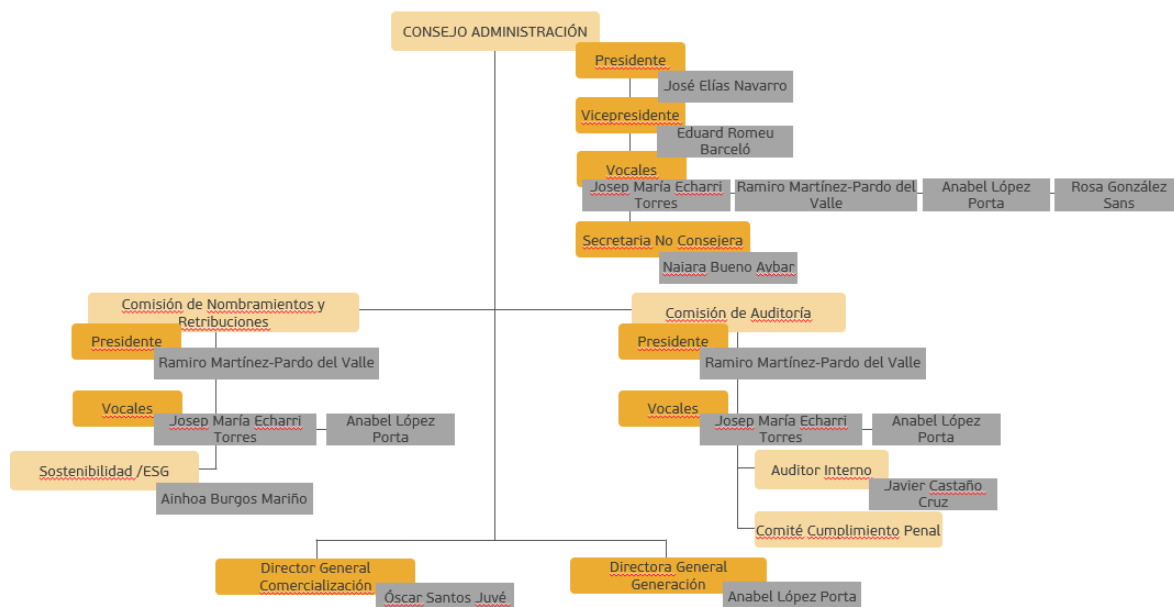 CONSEJO ADMINISTRACIÓN
Presidente
José Elías Navarro
Vicepresidente
Eduard Romeu
Barceló
Vocales
Josep María Echarri
Torres
Ramiro Martínez-Pardo del
Valle
Anabel López
Porta
Rosa González
Sans
Secretaria No Consejera
Naiara Bueno Aybar
Comisión de Nombramientos y
Retribuciones
Presidente
Ramiro Martínez-Pardo del Valle
Vocales
Josep María Echarri
Torres
Anabel López
Porta
Sostenibilidad /ESG
Ainhoa Burgos Mariño
Comisión de Auditoría
Presidente
Ramiro Martínez-Pardo del Valle
Vocales
Josep María Echarri
Torres
Anabel López
Porta
Auditor Interno
Javier Castaño
Cruz
Comité Cumplimiento Penal
Director General
Comercialización
Óscar Santos Juvé
Directora General
Generación
Anabel López Porta